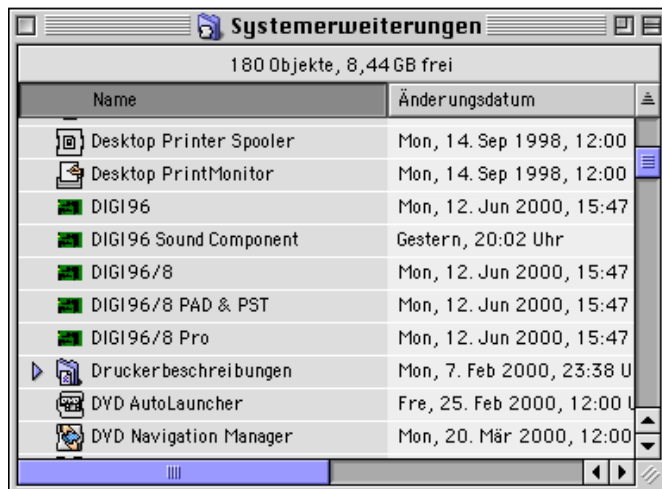 Systemerweiterungen
180 Objekte, 8,44 GB frei
Name Änderungsdatum
Desktop Printer Spooler Mon, 14. Sep 1998, 12:00
Desktop PrintMonitor Mon, 14. Sep 1998, 12:00
DIGI96 Mon, 12. Jun 2000, 15:47
DIGI96 Sound Component Gestern, 20:02 Uhr
DIGI96/8 Mon, 12. Jun 2000, 15:47
DIGI96/8 PAD & PST Mon, 12. Jun 2000, 15:47
DIGI96/8 Pro Mon, 12. Jun 2000, 15:47
Druckerbeschreibungen Mon, 7. Feb 2000, 23:38 U
DVD AutoLauncher Fre, 25. Feb 2000, 12:00 U
DVD Navigation Manager Mon, 20. Mär 2000, 12:00